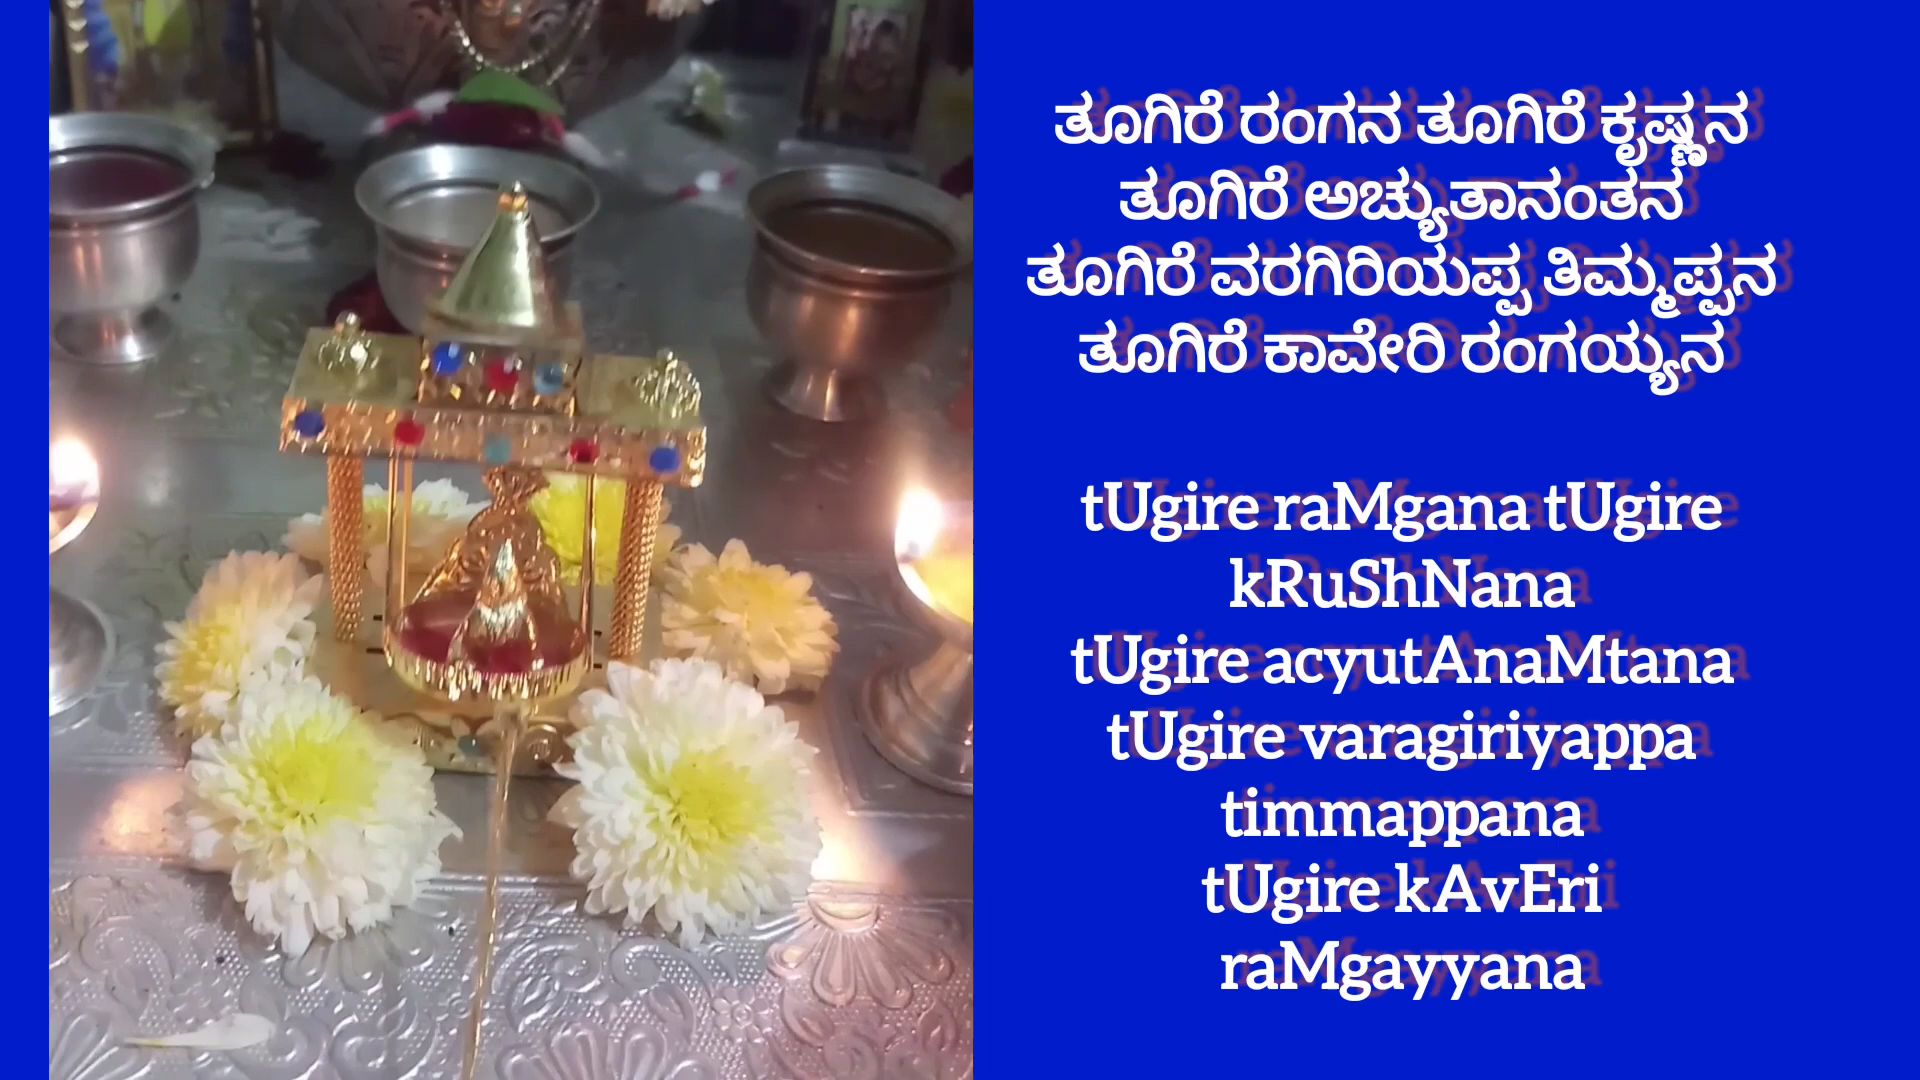 ತೂಗಿರೆ ರಂಗನ ತೂಗಿರೆ ಕೃಷ್ಣನ
ತೂಗಿರೆ ಅಚ್ಯುತಾನಂತನ
ತೂಗಿರೆ ವರಗಿರಿಯಪ್ಪ ತಿಮ್ಮಪ್ಪನ
ತೂಗಿರೆ ಕಾವೇರಿ ರಂಗಯ್ಯನ
tUgire raMgana tUgire
kRuShNana
tUgire acyutAnaMtana
tUgire varagiriyappa
timmappana
tUgire kAvEri
raMgayyana